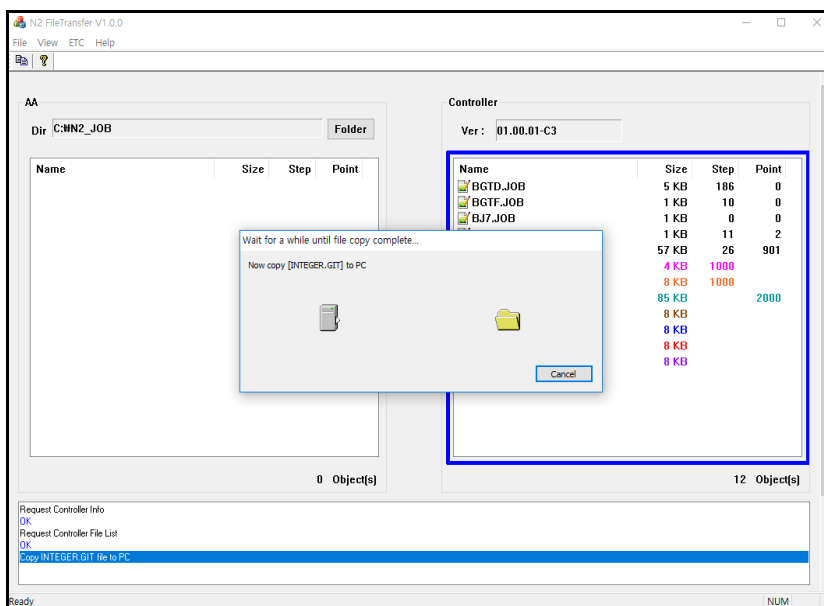 N2 FileTransfer V1.0.0
File View ETC Help
AA
Dir C:₩N2_JOB Folder
Name Size Step Point
0 Object(s)
Controller
Ver : 01.00.01-C3
Name Size Step Point
BGTD.JOB 5 KB 186 0
BGTF.JOB 1 KB 10 0
BJ7.JOB 1 KB 0 0
1 KB 11 2
57 KB 26 901
4 KB 1000
8 KB 1000
85 KB 2000
8 KB
8 KB
8 KB
8 KB
12 Object(s)
Wait for a while until file copy complete...
Now copy [INTEGER.GIT] to PC
Cancel
Request Controller Info
OK
Request Controller File List
OK
Copy INTEGER.GIT file to PC
Ready NUM